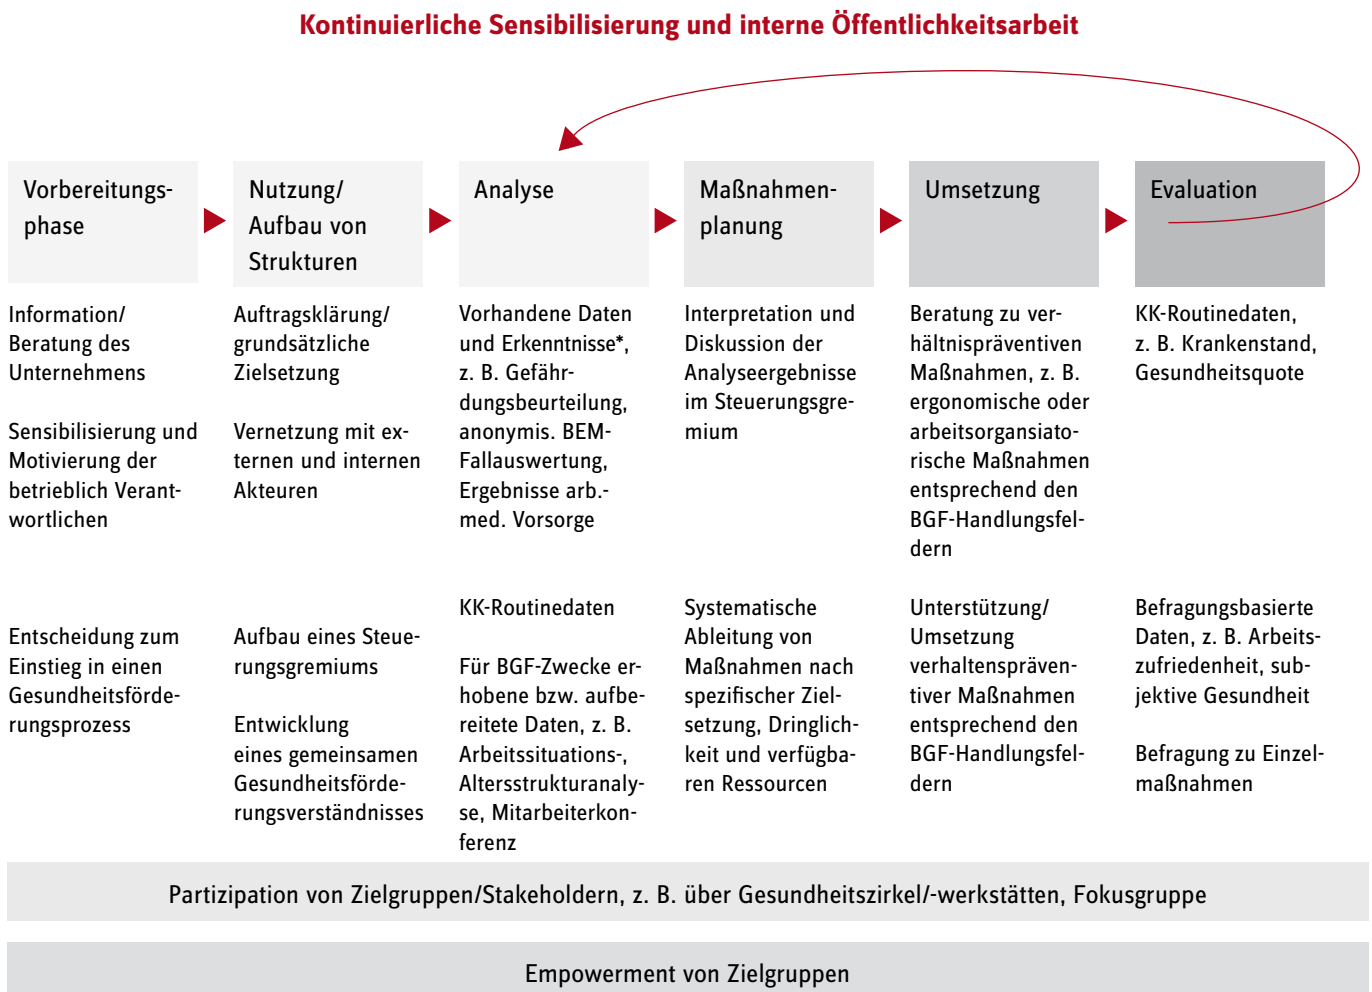 Kontinuierliche Sensibilisierung und interne Öffentlichkeitsarbeit
Vorbereitungs-
phase
Nutzung/
Aufbau von
Strukturen
Analyse
Maßnahmen-
planung
Umsetzung
Evaluation
Information/
Beratung des
Unternehmens
Sensibilisierung und
Motivierung der
betrieblich Verant-
wortlichen
Entscheidung zum
Einstieg in einen
Gesundheitsförde-
rungsprozess
Auftragsklärung/
grundsätzliche
Zielsetzung
Vernetzung mit ex-
ternen und internen
Akteuren
Aufbau eines Steue-
rungsgremiums
Entwicklung
eines gemeinsamen
Gesundheitsförde-
rungsverständnisses
Vorhandene Daten
und Erkenntnisse*,
z. B. Gefähr-
dungsbeurteilung,
anonymis. BEM-
Fallauswertung,
Ergebnisse arb.-
med. Vorsorge
KK-Routinedaten
Für BGF-Zwecke er-
hobene bzw. aufbe-
reitete Daten, z. B.
Arbeitssituations-,
Altersstrukturanaly-
se, Mitarbeiterkon-
ferenz
Interpretation und
Diskussion der
Analyseergebnisse
im Steuerungsgre-
mium
Systematische
Ableitung von
Maßnahmen nach
spezifischer Ziel-
setzung, Dringlich-
keit und verfügba-
ren Ressourcen
Beratung zu ver-
hältnispräventiven
Maßnahmen, z. B.
ergonomische oder
arbeitsorgansiato-
rische Maßnahmen
entsprechend den
BGF-Handlungsfel-
dern
Unterstützung/
Umsetzung
verhaltenspräven-
tiver Maßnahmen
entsprechend den
BGF-Handlungsfel-
dern
KK-Routinedaten,
z. B. Krankenstand,
Gesundheitsquote
Befragungsbasierte
Daten, z. B. Arbeits-
zufriedenheit, sub-
jektive Gesundheit
Befragung zu Einzel-
maßnahmen
Partizipation von Zielgruppen/Stakeholdern, z. B. über Gesundheitszirkel/-werkstätten, Fokusgruppe
Empowerment von Zielgruppen